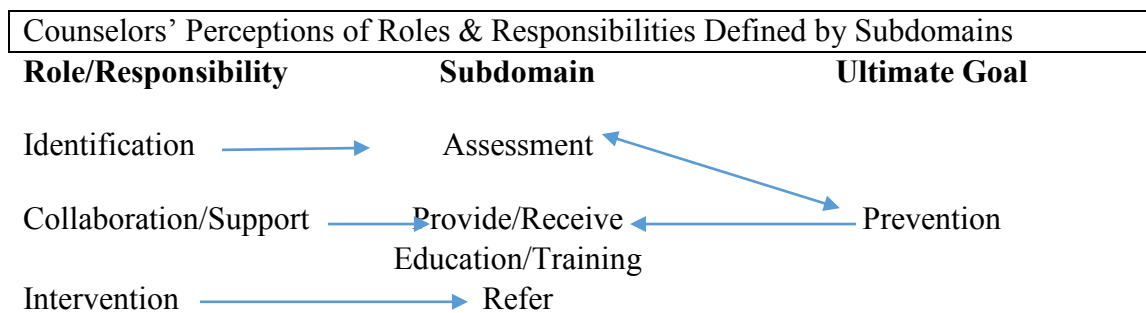 Counselors’ Perceptions of Roles & Responsibilities Defined by Subdomains
Role/Responsibility Subdomain Ultimate Goal
Identification Assessment
Collaboration/Support Provide/Receive Prevention
Education/Training
Intervention Refer